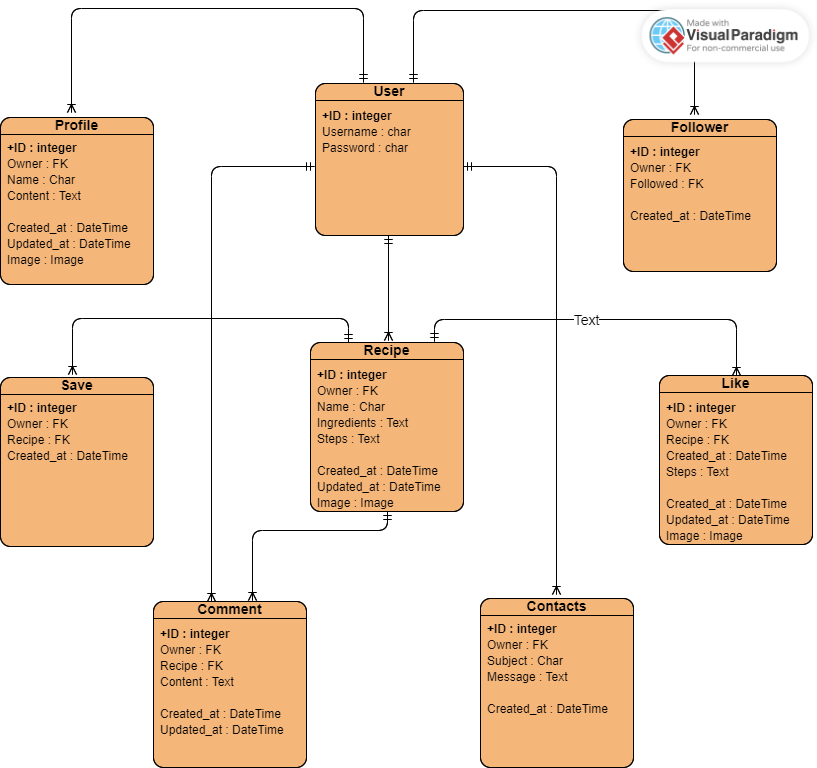 Made with
VisualParadigm
For non-commercial use
User
+ID : integer
Username : char
Password : char
Profile
+ID : integer
Owner : FK
Name : Char
Content : Text
Created_at : DateTime
Updated_at : DateTime
Image : Image
Follower
+ID : integer
Owner : FK
Followed : FK
Created_at : DateTime
Text
Save
+ID : integer
Owner : FK
Recipe : FK
Created_at : DateTime
Recipe
+ID : integer
Owner : FK
Name : Char
Ingredients : Text
Steps : Text
Created_at : DateTime
Updated_at : DateTime
Image : Image
Like
+ID : integer
Owner : FK
Recipe : FK
Created_at : DateTime
Steps : Text
Created_at : DateTime
Updated_at : DateTime
Image : Image
Comment
+ID : integer
Owner : FK
Recipe : FK
Content : Text
Created_at : DateTime
Updated_at : DateTime
Contacts
+ID : integer
Owner : FK
Subject : Char
Message : Text
Created_at : DateTime